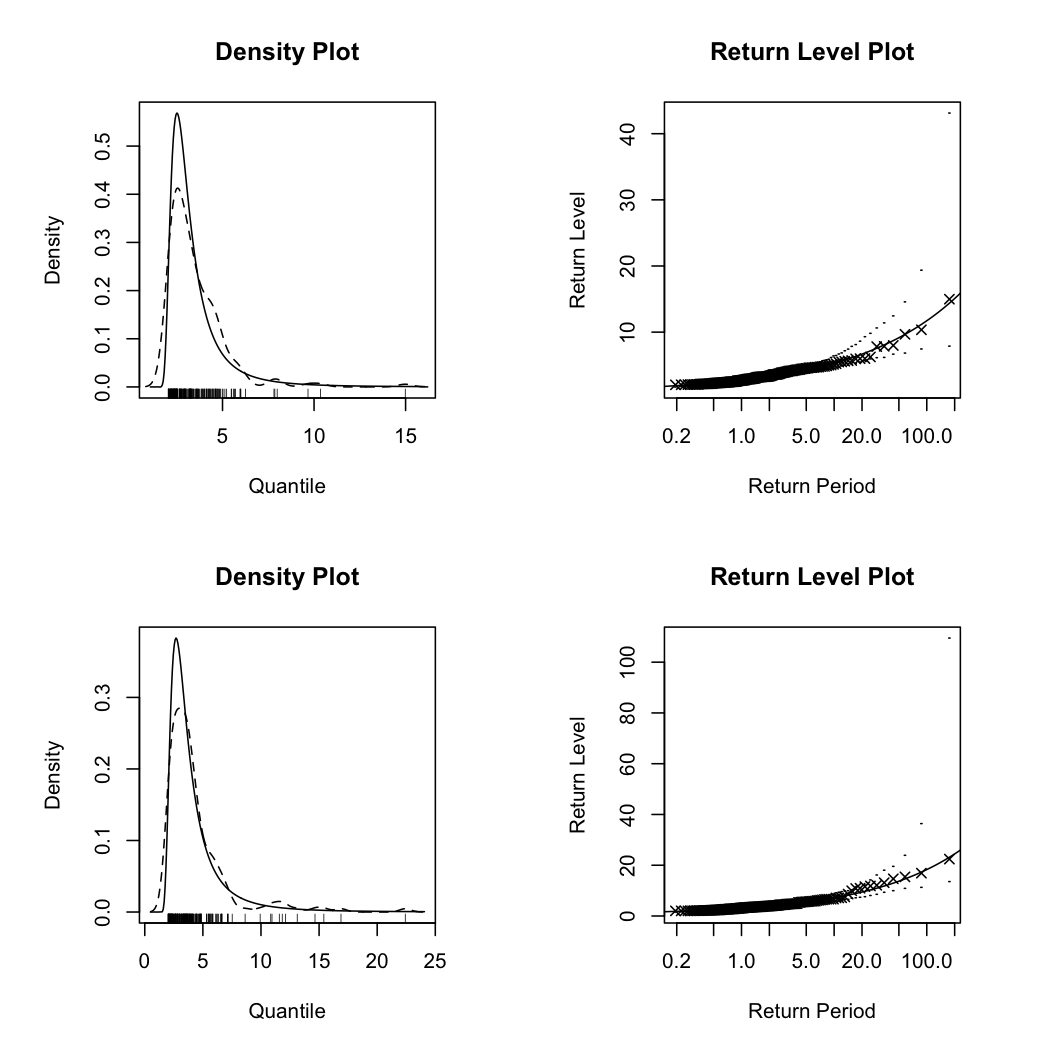 Density Plot
Density
0.0 0.1 0.2 0.3 0.4 0.5
5 10 15
Quantile
Return Level Plot
Return Level
10 20 30 40
0.2 1.0 5.0 20.0 100.0
Return Period
Density Plot
Density
0.0 0.1 0.2 0.3
0 5 10 15 20 25
Quantile
Return Level Plot
Return Level
0 20 40 60 80 100
0.2 1.0 5.0 20.0 100.0
Return Period